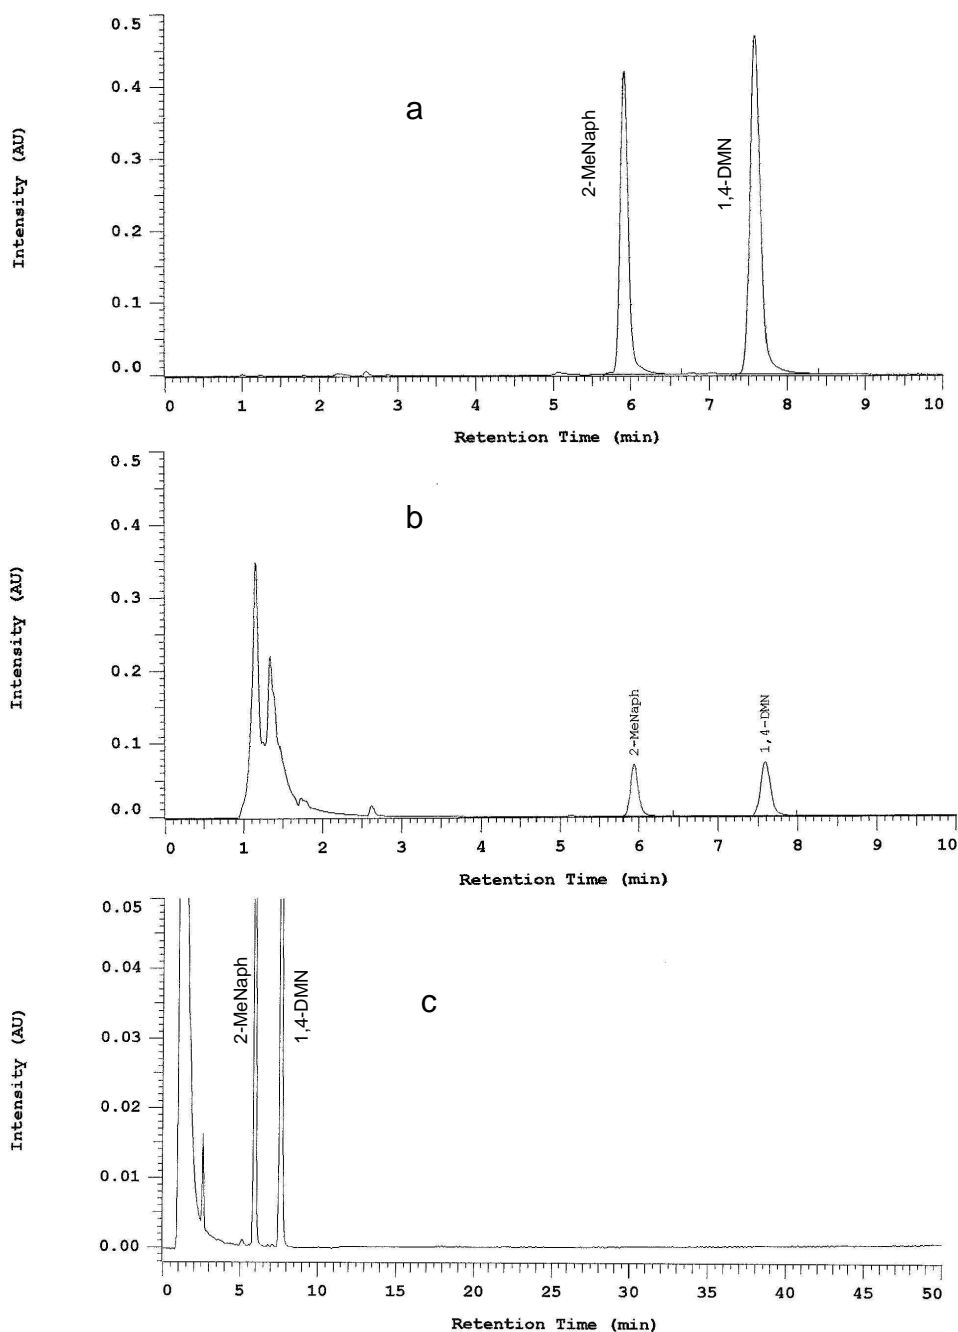 0.5
0.4
0.3
0.2
0.1
0.0
Intensity (AU)
a
2-MeNaph
1,4-DMN
0 1 2 3 4 5 6 7 8 9 10
Retention Time (min)
0.5
0.4
0.3
0.2
0.1
0.0
Intensity (AU)
b
2-MeNaph
1,4-DMN
0 1 2 3 4 5 6 7 8 9 10
Retention Time (min)
0.05
0.04
0.03
0.02
0.01
0.00
Intensity (AU)
2-MeNaph
1,4-DMN
c
0 5 10 15 20 25 30 35 40 45 50
Retention Time (min)